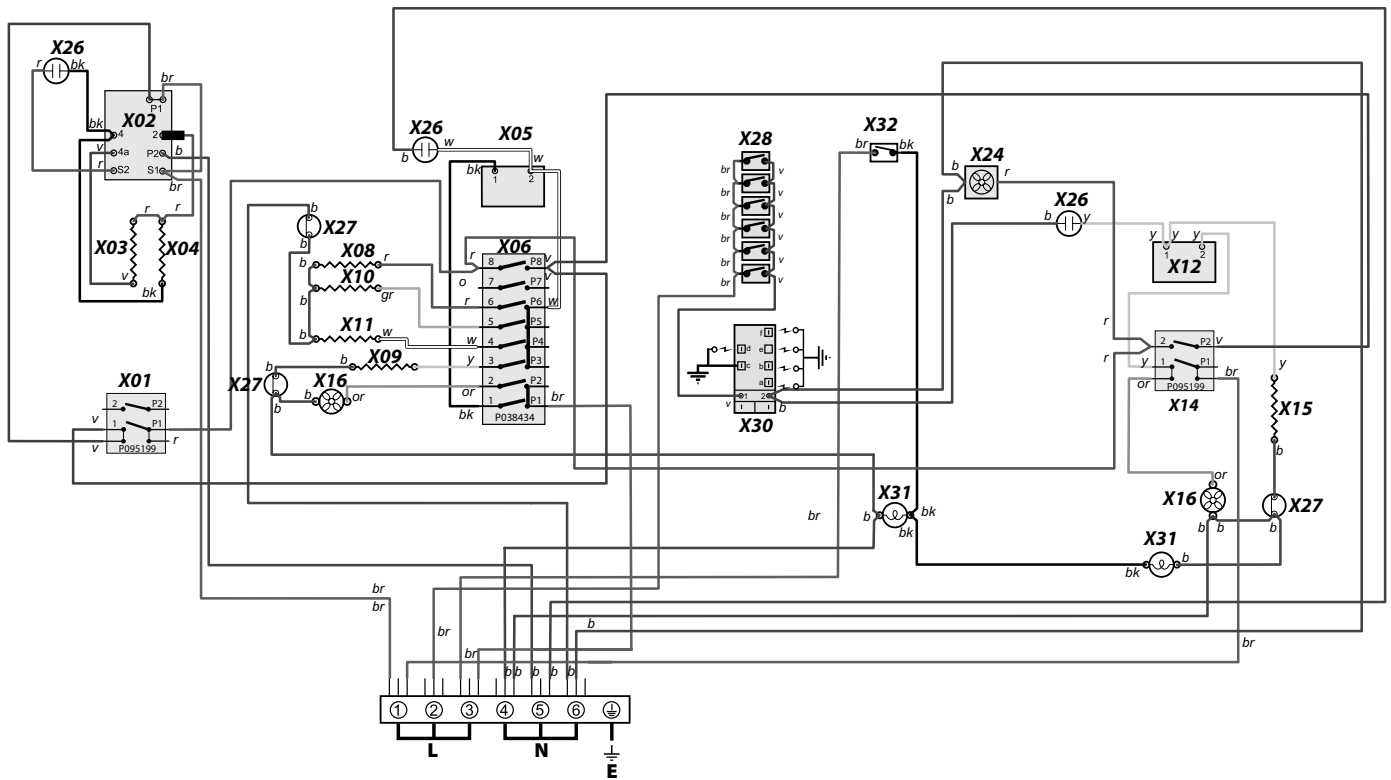 X26
r
bk
br
P1
X02
bk
4
2
v
4a
P2
b
r
S2
S1
br
r
r
X03
X04
v
bk
X01
2
P2
v
1
P1
v
r
P095199
X26
b
w
X05
w
bk
1
2
b
X27
b
X06
b
X08
r
r
8
P8
v
v
X10
o
7
P7
b
gr
r
6
P6
w
5
P5
X11
b
w
w
4
P4
b
b
X09
y
3
P3
X27
X16
b
or
or
2
P2
b
bk
1
P1
br
P038434
X28
br
v
br
v
br
v
br
v
br
v
br
v
f
d
e
c
b
a
v
1
2
b
X30
X32
br
bk
b
X24
r
b
X26
b
y
y
y
y
1
2
X12
r
2
P2
v
r
y
1
P1
br
or
P095199
X14
y
X15
b
or
X16
X27
b
b
b
X31
b
bk
bk
br
X31
bk
b
br
br
br
b
br
br
b
b
b
b
b
1
2
3
4
5
6
L
N
E